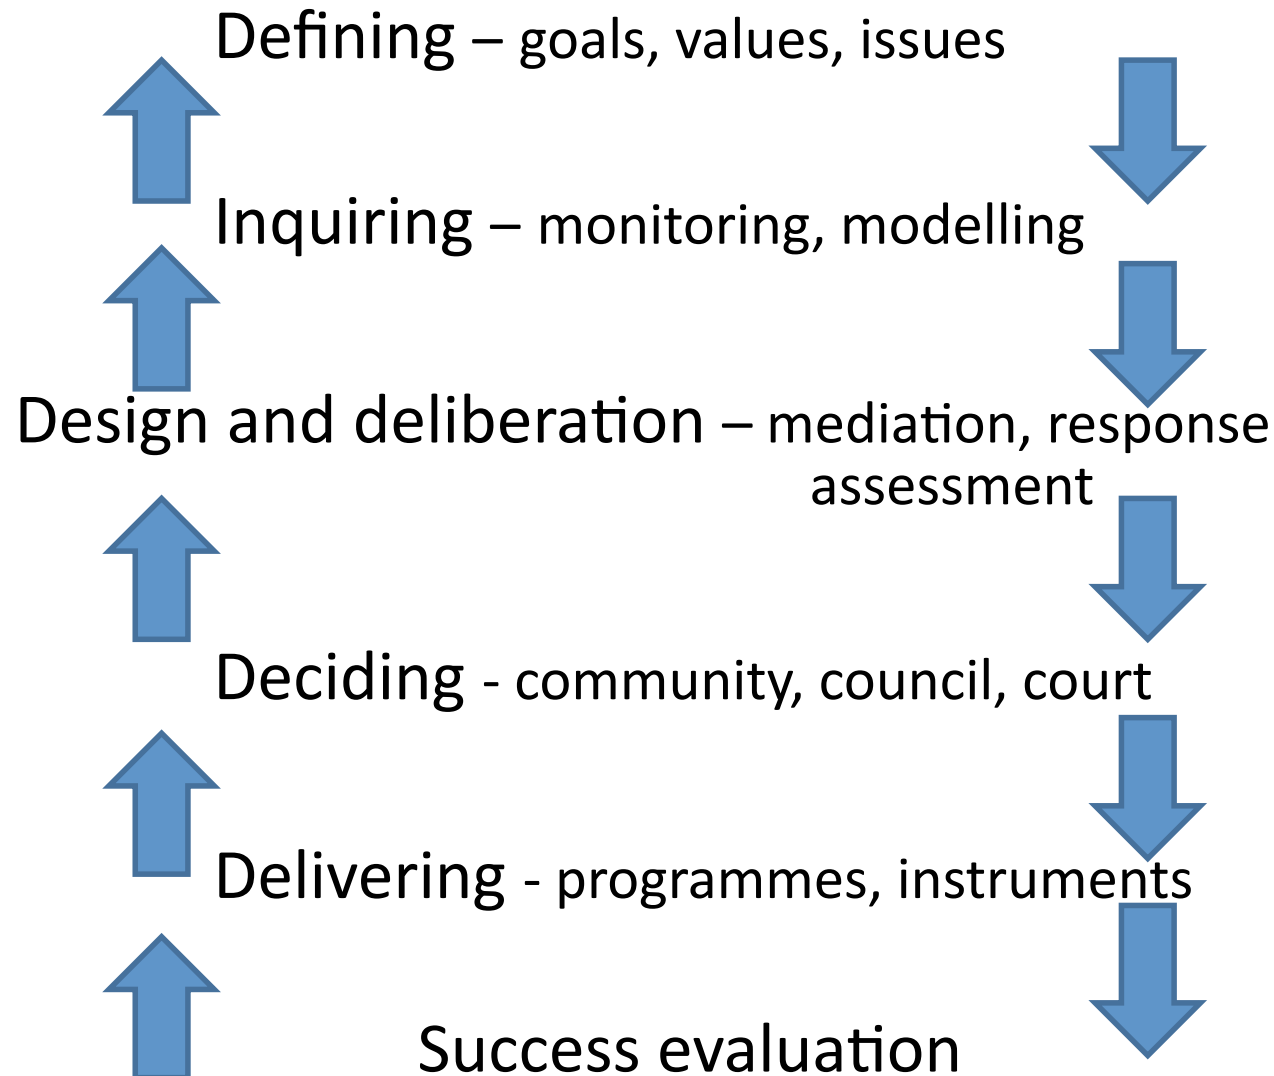 Defining – goals, values, issues
Inquiring – monitoring, modelling
Design and deliberation – mediation, response
assessment
Deciding - community, council, court
Delivering - programmes, instruments
Success evaluation